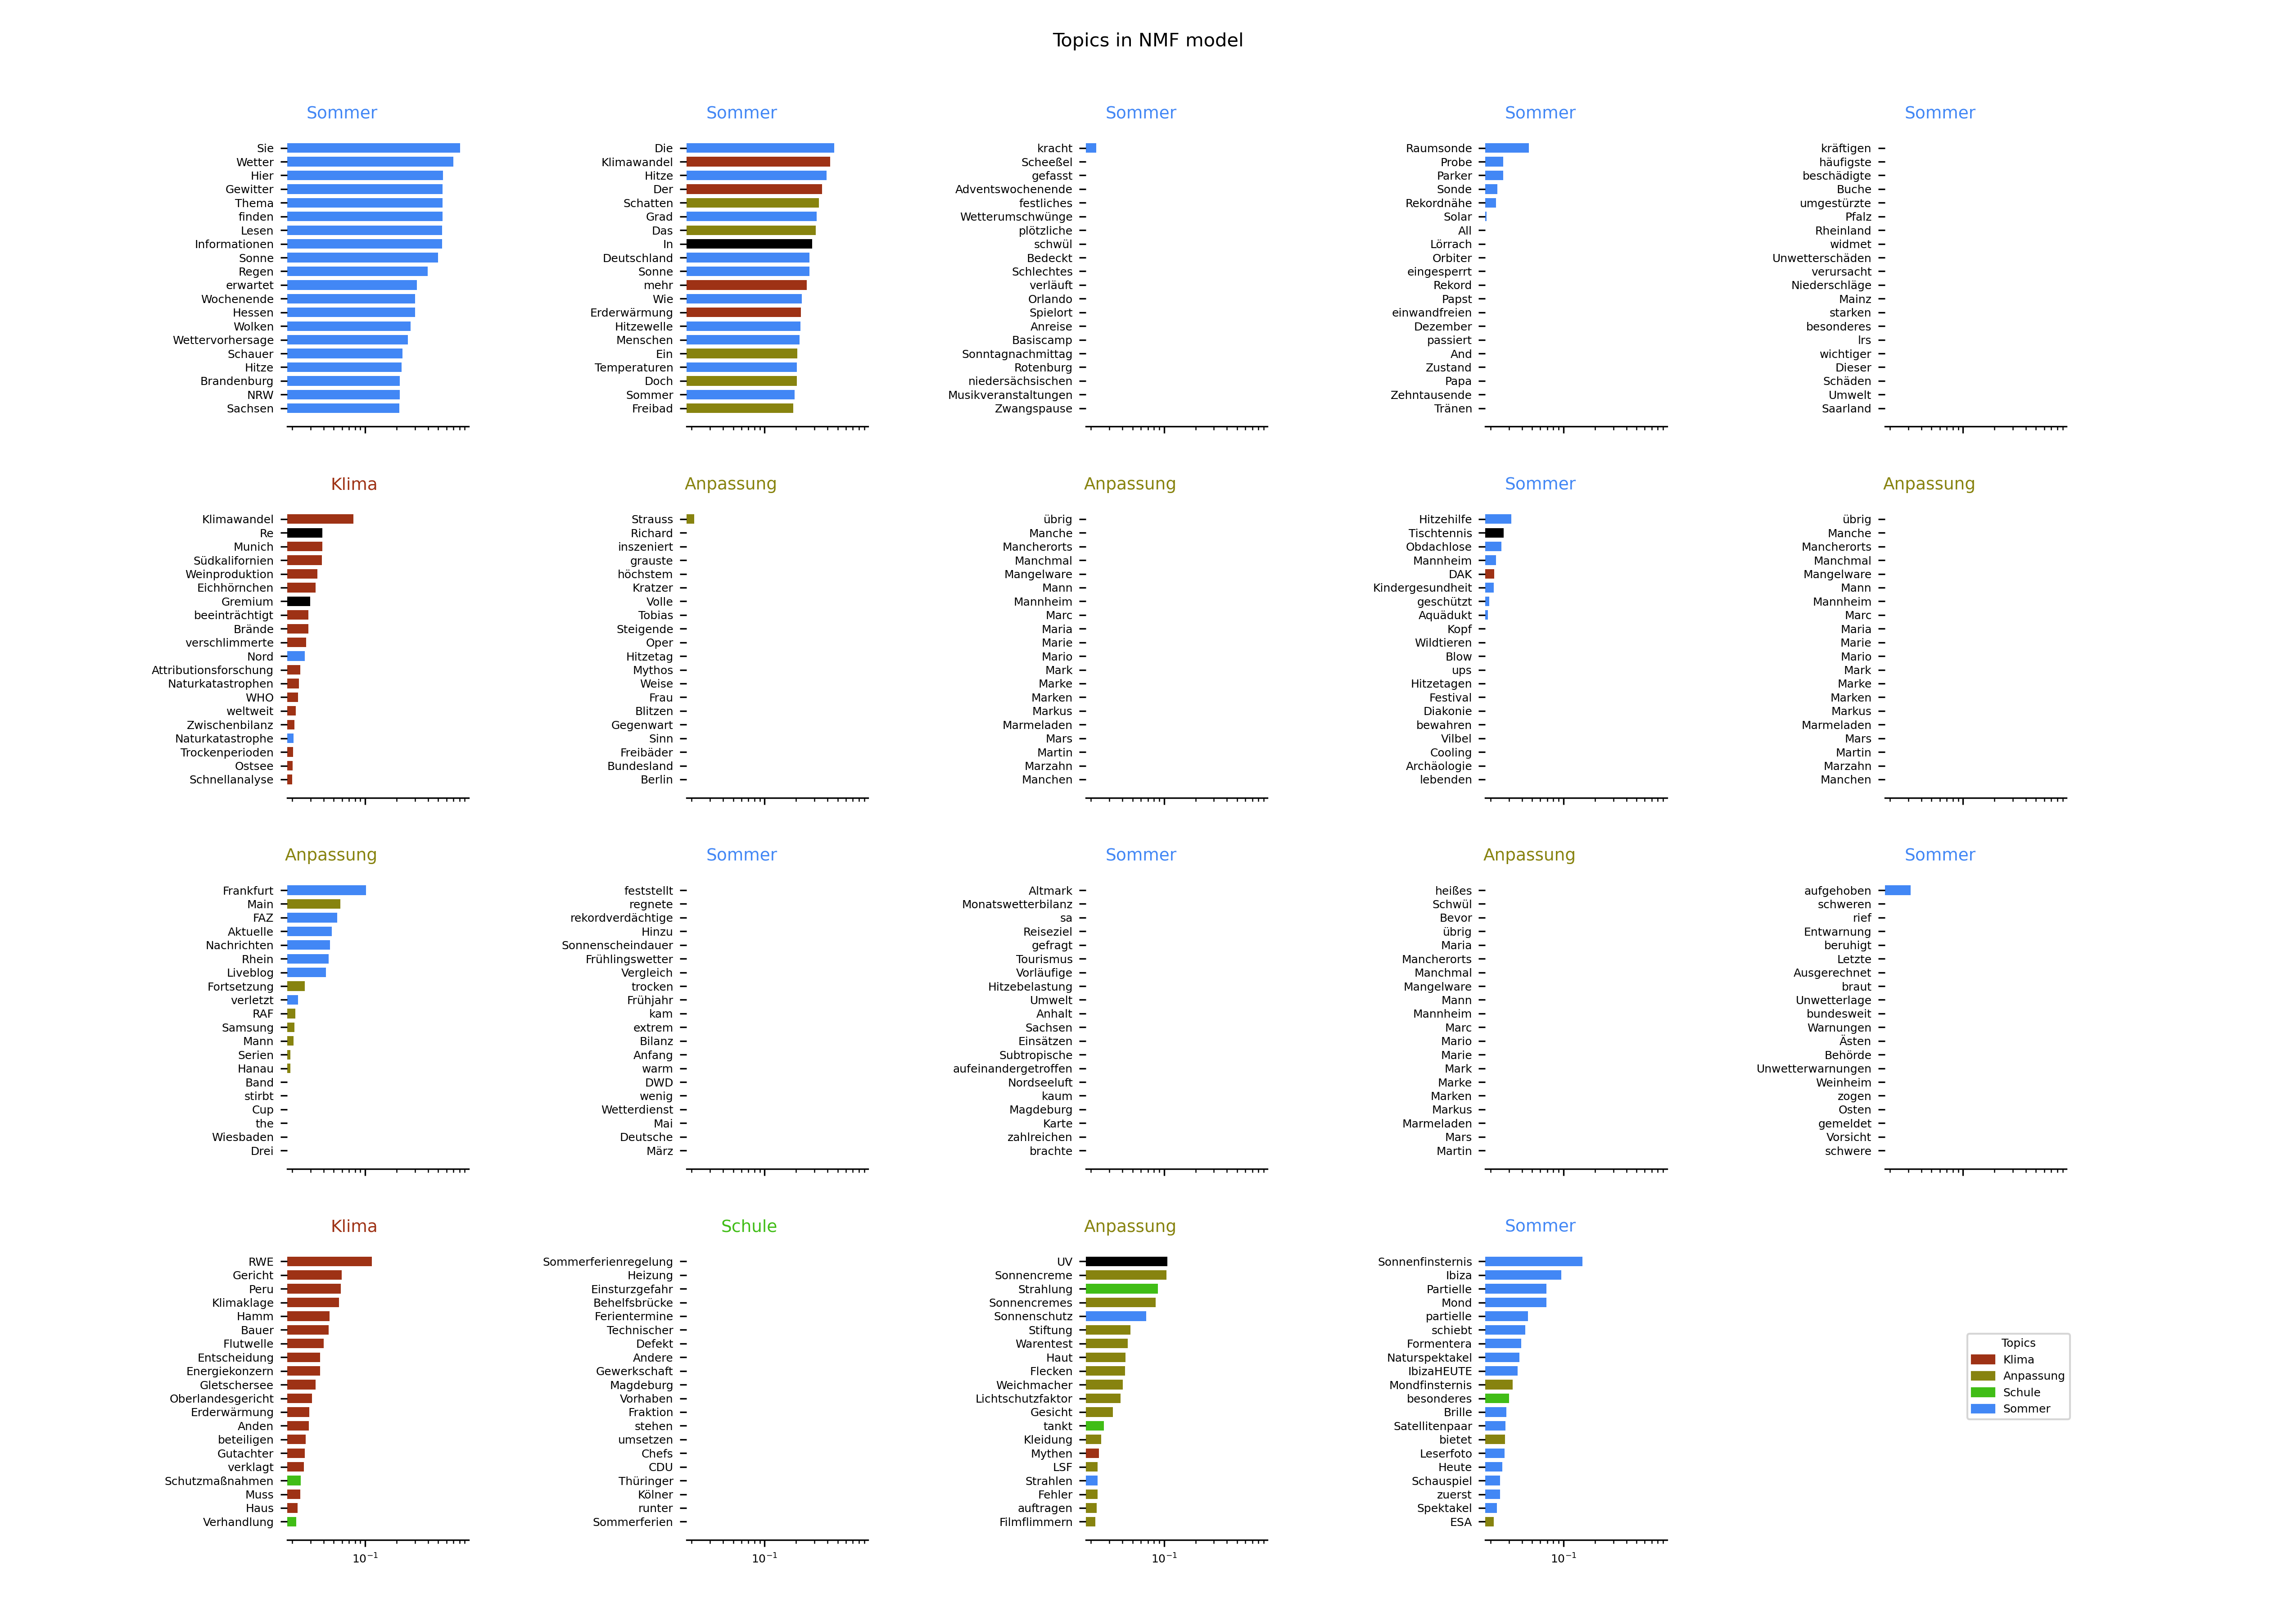 Topics in NMF model
Sommer
Sie
Wetter
Hier
Gewitter
Thema
finden
Lesen
Informationen
Sonne
Regen
erwartet
Wochenende
Hessen
Wolken
Wettervorhersage
Schauer
Hitze
Brandenburg
NRW
Sachsen
Sommer
Die
Klimawandel
Hitze
Der
Schatten
Grad
Das
In
Deutschland
Sonne
mehr
Wie
Erderwärmung
Hitzewelle
Menschen
Ein
Temperaturen
Doch
Sommer
Freibad
Sommer
kracht
Scheeßel
gefasst
Adventswochenende
festliches
Wetterumschwünge
plötzliche
schwül
Bedeckt
Schlechtes
verläuft
Orlando
Spielort
Anreise
Basiscamp
Sonntagnachmittag
Rotenburg
niedersächsischen
Musikveranstaltungen
Zwangspause
Sommer
Raumsonde
Probe
Parker
Sonde
Rekordnähe
Solar
All
Lörrach
Orbiter
eingesperrt
Rekord
Papst
einwandfreien
Dezember
passiert
And
Zustand
Papa
Zehntausende
Tränen
Sommer
kräftigen
häufigste
beschädigte
Buche
umgestürzte
Pfalz
Rheinland
widmet
Unwetterschäden
verursacht
Niederschläge
Mainz
starken
besonderes
Irs
wichtiger
Dieser
Schäden
Umwelt
Saarland
Klima
Klimawandel
Re
Munich
Südkalifornien
Weinproduktion
Eichhörnchen
Gremium
beeinträchtigt
Brände
verschlimmerte
Nord
Attributionsforschung
Naturkatastrophen
WHO
weltweit
Zwischenbilanz
Naturkatastrophe
Trockenperioden
Ostsee
Schnellanalyse
Anpassung
Strauss
Richard
inszeniert
grauste
höchstem
Kratzer
Volle
Tobias
Steigende
Oper
Hitzetag
Mythos
Weise
Frau
Blitzen
Gegenwart
Sinn
Freibäder
Bundesland
Berlin
Anpassung
übrig
Manche
Mancherorts
Manchmal
Mangelware
Mann
Mannheim
Marc
Maria
Marie
Mario
Mark
Marke
Marken
Markus
Marmeladen
Mars
Martin
Marzahn
Manchen
Sommer
Hitzehilfe
Tischtennis
Obdachlose
Mannheim
DAK
Kindergesundheit
geschützt
Aquädukt
Kopf
Wildtieren
Blow
ups
Hitzetagen
Festival
Diakonie
bewahren
Vilbel
Cooling
Archäologie
lebenden
Anpassung
übrig
Manche
Mancherorts
Manchmal
Mangelware
Mann
Mannheim
Marc
Maria
Marie
Mario
Mark
Marke
Marken
Markus
Marmeladen
Mars
Martin
Marzahn
Manchen
Anpassung
Frankfurt
Main
FAZ
Aktuelle
Nachrichten
Rhein
Liveblog
Fortsetzung
verletzt
RAF
Samsung
Mann
Serien
Hanau
Band
stirbt
Cup
the
Wiesbaden
Drei
Sommer
feststellt
regnete
rekordverdächtige
Hinzu
Sonnenscheindauer
Frühlingswetter
Vergleich
trocken
Frühjahr
kam
extrem
Bilanz
Anfang
warm
DWD
wenig
Wetterdienst
Mai
Deutsche
März
Sommer
Altmark
Monatswetterbilanz
sa
Reiseziel
gefragt
Tourismus
Vorläufige
Hitzebelastung
Umwelt
Anhalt
Sachsen
Einsätzen
Subtropische
aufeinandergetroffen
Nordseeluft
kaum
Magdeburg
Karte
zahlreichen
brachte
Anpassung
heißes
Schwül
Bevor
übrig
Maria
Mancherorts
Manchmal
Mangelware
Mann
Mannheim
Marc
Mario
Marie
Mark
Marke
Marken
Markus
Marmeladen
Mars
Martin
Sommer
aufgehoben
schweren
rief
Entwarnung
beruhigt
Letzte
Ausgerechnet
braut
Unwetterlage
bundesweit
Warnungen
Ästen
Behörde
Unwetterwarnungen
Weinheim
zogen
Osten
gemeldet
Vorsicht
schwere
Klima
RWE
Gericht
Peru
Klimaklage
Hamm
Bauer
Flutwelle
Entscheidung
Energiekonzern
Gletschersee
Oberlandesgericht
Erderwärmung
Anden
beteiligen
Gutachter
verklagt
Schutzmaßnahmen
Muss
Haus
Verhandlung
10⁻¹
Schule
Sommerferienregelung
Heizung
Einsturzgefahr
Behelfsbrücke
Ferientermine
Technischer
Defekt
Andere
Gewerkschaft
Magdeburg
Vorhaben
Fraktion
stehen
umsetzen
Chefs
CDU
Thüringer
Kölner
runter
Sommerferien
10⁻¹
Anpassung
UV
Sonnencreme
Strahlung
Sonnencremes
Sonnenschutz
Stiftung
Warentest
Haut
Flecken
Weichmacher
Lichtschutzfaktor
Gesicht
tankt
Kleidung
Mythen
LSF
Strahlen
Fehler
auftragen
Filmflimmern
10⁻¹
Sommer
Sonnenfinsternis
Ibiza
Partielle
Mond
partielle
schiebt
Formentera
Naturspektakel
IbizaHEUTE
Mondfinsternis
besonderes
Brille
Satellitenpaar
bietet
Leserfoto
Heute
Schauspiel
zuerst
Spektakel
ESA
10⁻¹
Topics
Klima
Anpassung
Schule
Sommer